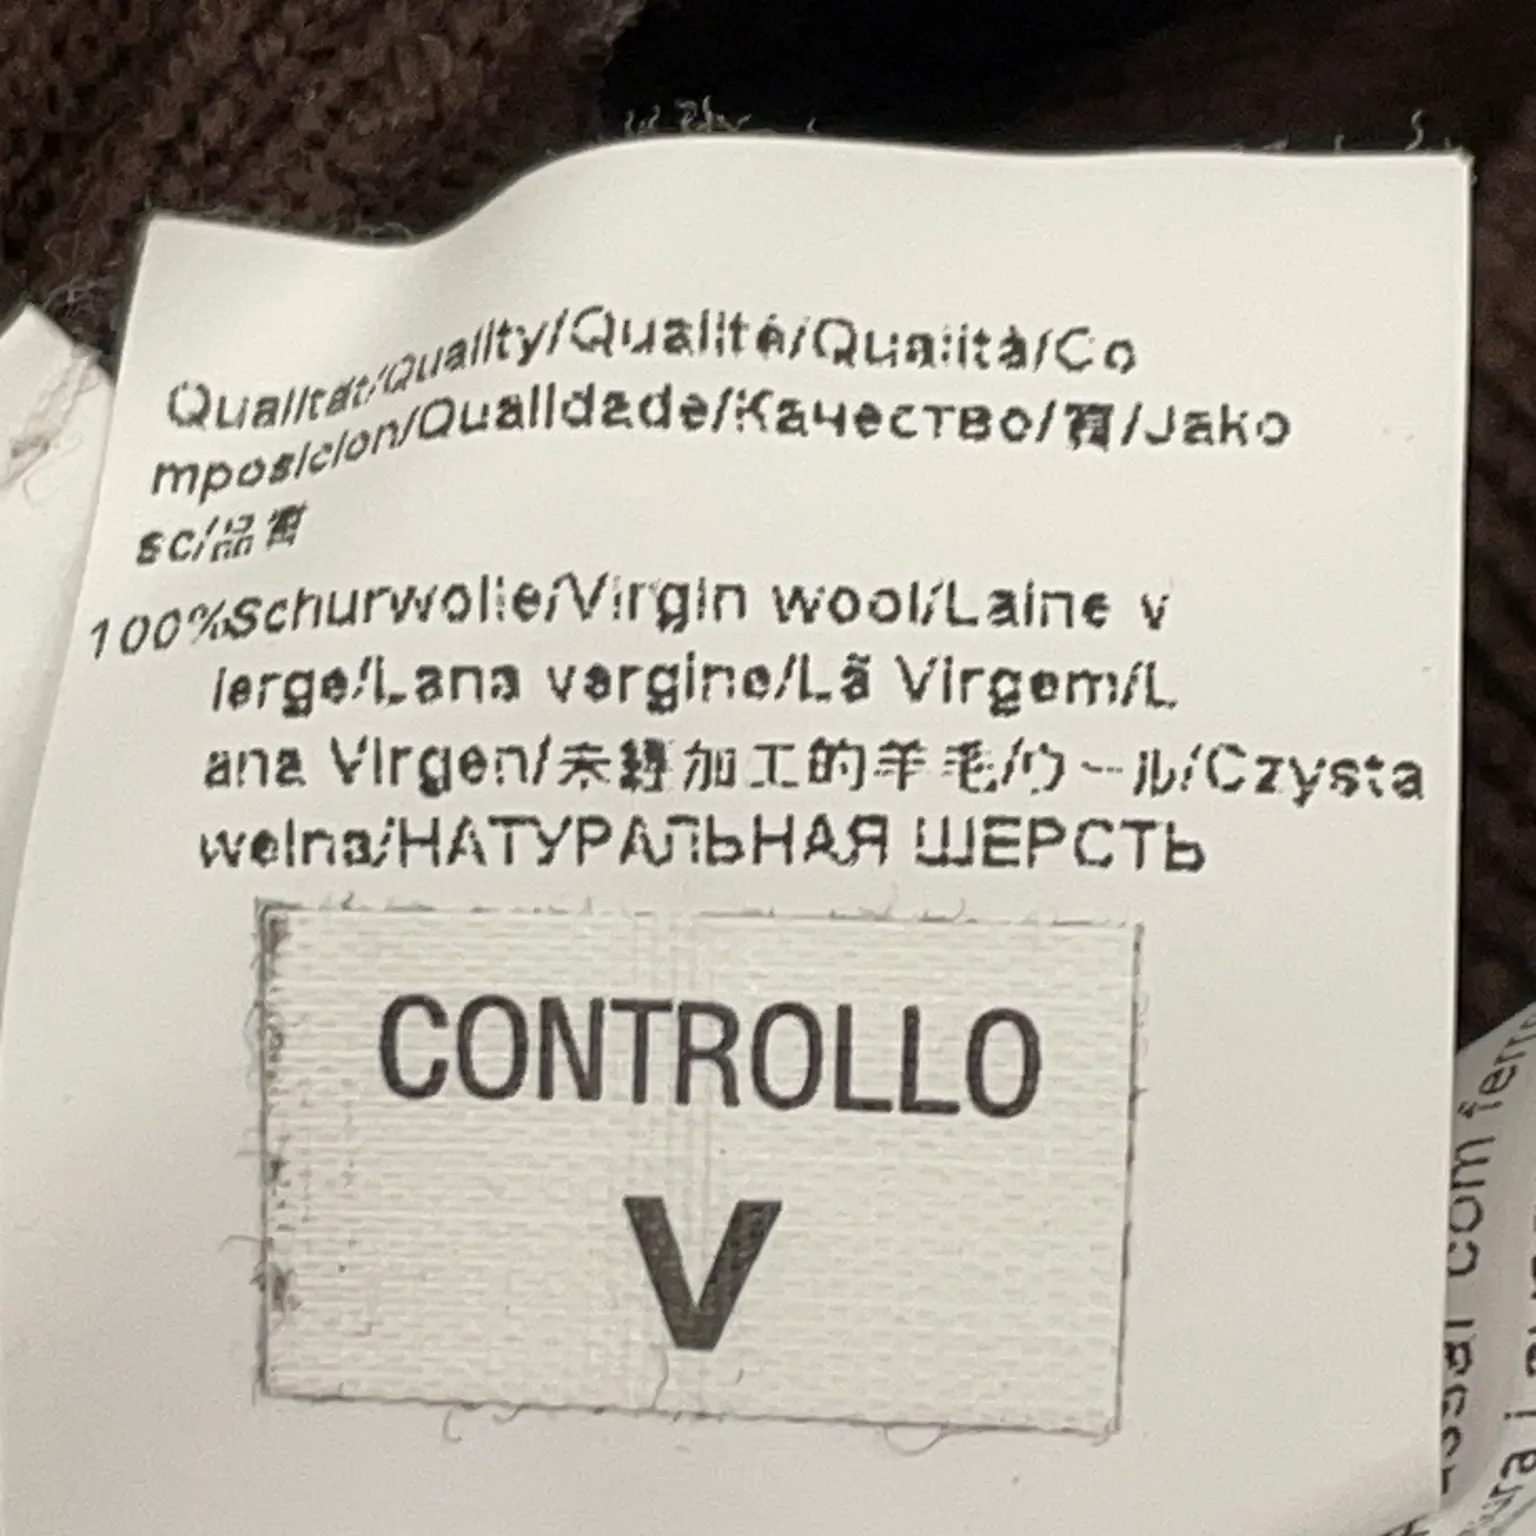 Qualität/Quality/Qualité/Qualità/Co
mposicion/Qualidade/Качество/質/Jako
sc/品質
100%Schurwolle/Virgin wool/Laine v
ierge/Lana vergine/Lã Virgem/L
ana Virgen/未經加工的羊毛/ウール/Czysta
welna/НАТУРАЛЬНАЯ ШЕРСТЬ
CONTROLLO
V
com